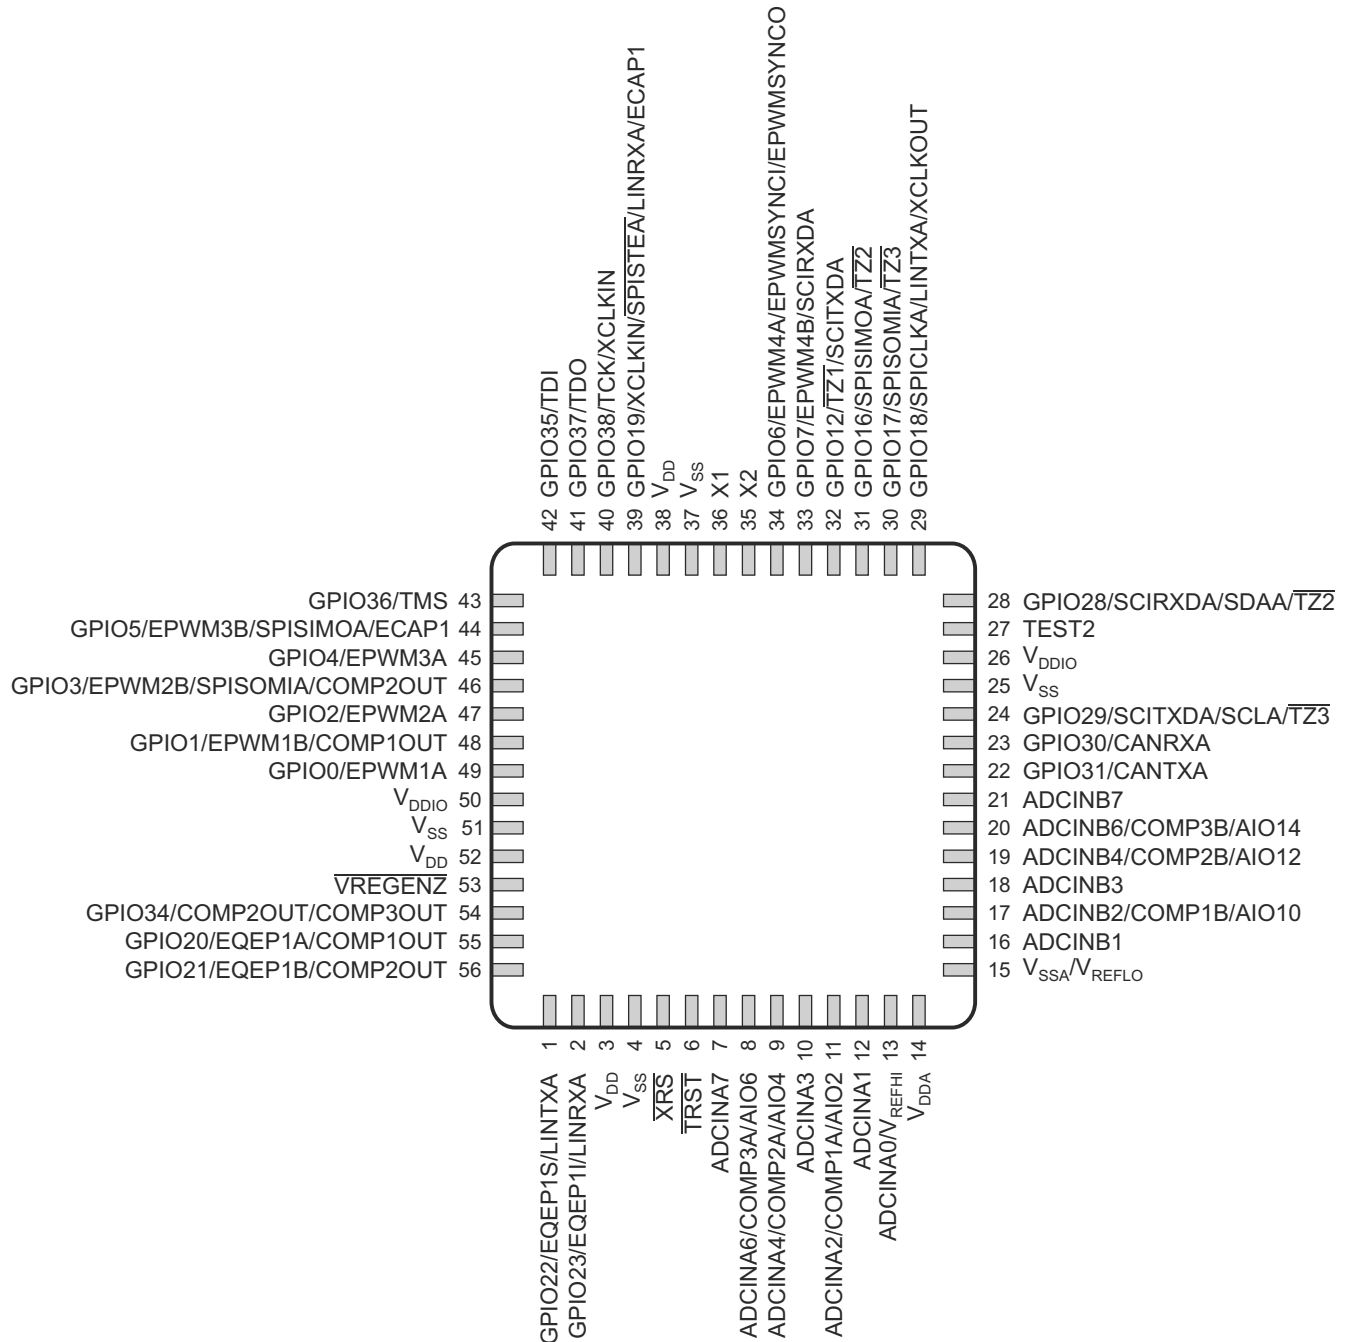 42 GPIO35/TDI
41 GPIO37/TDO
40 GPIO38/TCK/XCLKIN
39 GPIO19/XCLKIN/SPISTEA/LINRXA/ECAP1
38 VDD
37 VSS
36 X1
35 X2
34 GPIO6/EPWM4A/EPWMSYNCI/EPWMSYNCO
33 GPIO7/EPWM4B/SCIRXDA
32 GPIO12/TZ1/SCITXDA
31 GPIO16/SPISIMOA/TZ2
30 GPIO17/SPISOMIA/TZ3
29 GPIO18/SPICLKA/LINTXA/XCLKOUT
GPIO36/TMS 43
GPIO5/EPWM3B/SPISIMOA/ECAP1 44
GPIO4/EPWM3A 45
GPIO3/EPWM2B/SPISOMIA/COMP2OUT 46
GPIO2/EPWM2A 47
GPIO1/EPWM1B/COMP1OUT 48
GPIO0/EPWM1A 49
VDDIO 50
VSS 51
VDD 52
VREGENZ 53
GPIO34/COMP2OUT/COMP3OUT 54
GPIO20/EQEP1A/COMP1OUT 55
GPIO21/EQEP1B/COMP2OUT 56
28 GPIO28/SCIRXDA/SDAA/TZ2
27 TEST2
26 VDDIO
25 VSS
24 GPIO29/SCITXDA/SCLA/TZ3
23 GPIO30/CANRXA
22 GPIO31/CANTXA
21 ADCINB7
20 ADCINB6/COMP3B/AIO14
19 ADCINB4/COMP2B/AIO12
18 ADCINB3
17 ADCINB2/COMP1B/AIO10
16 ADCINB1
15 VSSA/VREFLO
GPIO22/EQEP1S/LINTXA 1
GPIO23/EQEP1I/LINRXA 2
VDD 3
VSS 4
XRS 5
TRST 6
ADCINA7 7
ADCINA6/COMP3A/AIO6 8
ADCINA4/COMP2A/AIO4 9
ADCINA3 10
ADCINA2/COMP1A/AIO2 11
ADCINA1 12
ADCINA0/VREFHI 13
VDDA 14